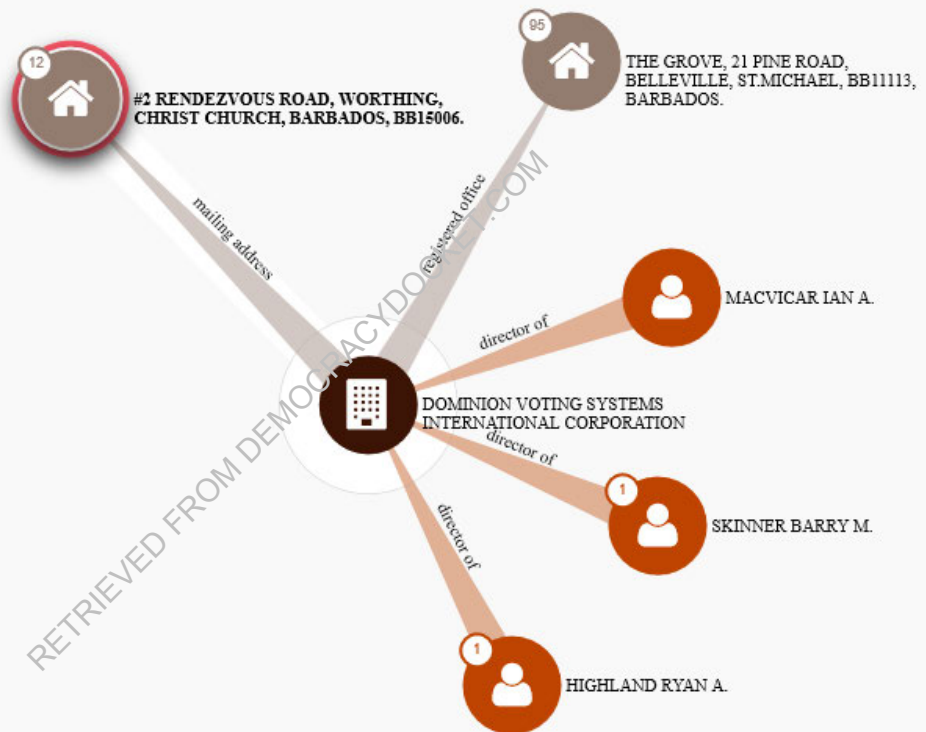 12
#2 RENDEZVOUS ROAD, WORTHING,
CHRIST CHURCH, BARBADOS, BB15006.
95
THE GROVE, 21 PINE ROAD,
BELLEVILLE, ST.MICHAEL, BB11113,
BARBADOS.
mailing address
registered office
MACVICAR IAN A.
director of
DOMINION VOTING SYSTEMS
INTERNATIONAL CORPORATION
director of
1
SKINNER BARRY M.
director of
1
HIGHLAND RYAN A.
RETRIEVED FROM DEMOCRACYDOCKET.COM